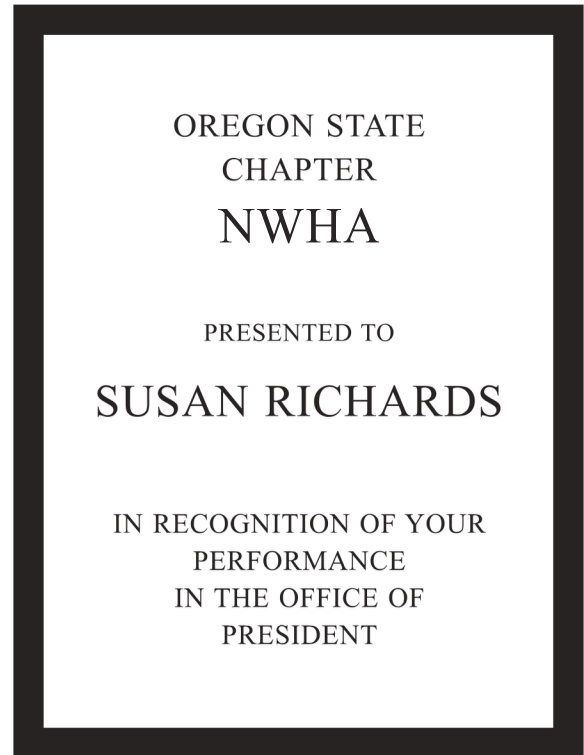 OREGON STATE
CHAPTER
NWHA
PRESENTED TO
SUSAN RICHARDS
IN RECOGNITION OF YOUR
PERFORMANCE
IN THE OFFICE OF
PRESIDENT